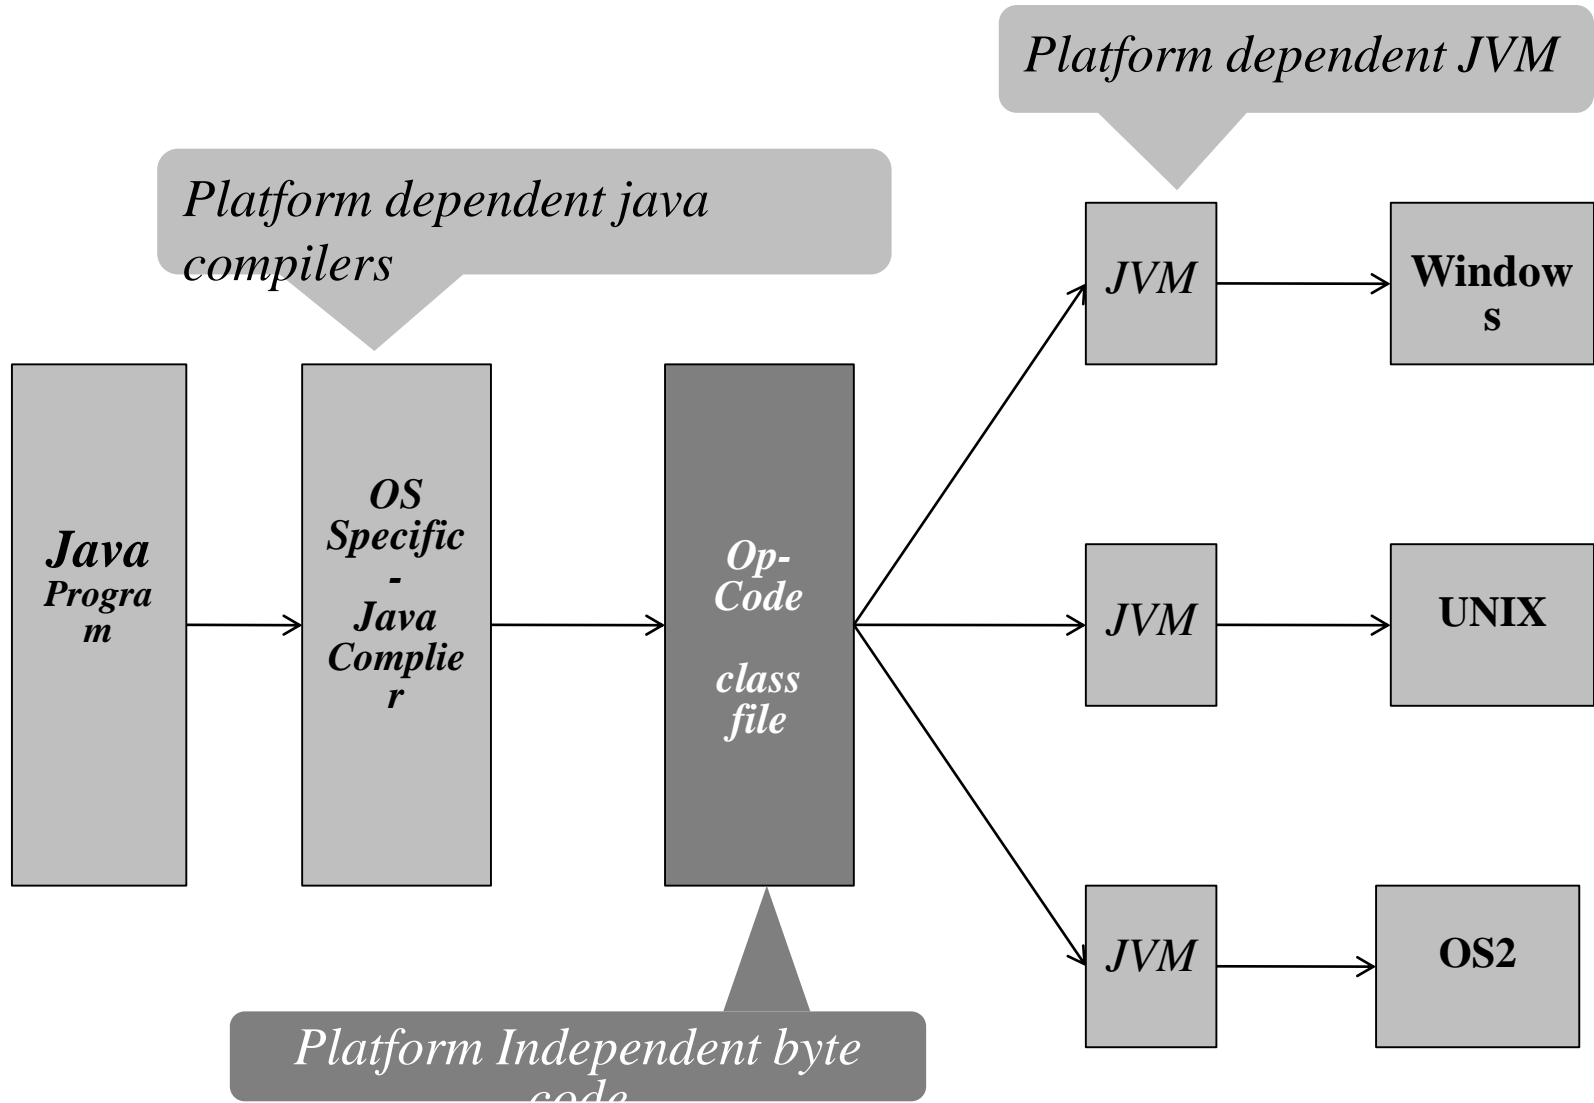 Platform dependent JVM
Platform dependent java
compilers
JVM
Window
s
OS
Specific
-
Java
Complie
r
Java
Progra
m
Op-
Code
class
file
JVM
UNIX
JVM
OS2
Platform Independent byte
code